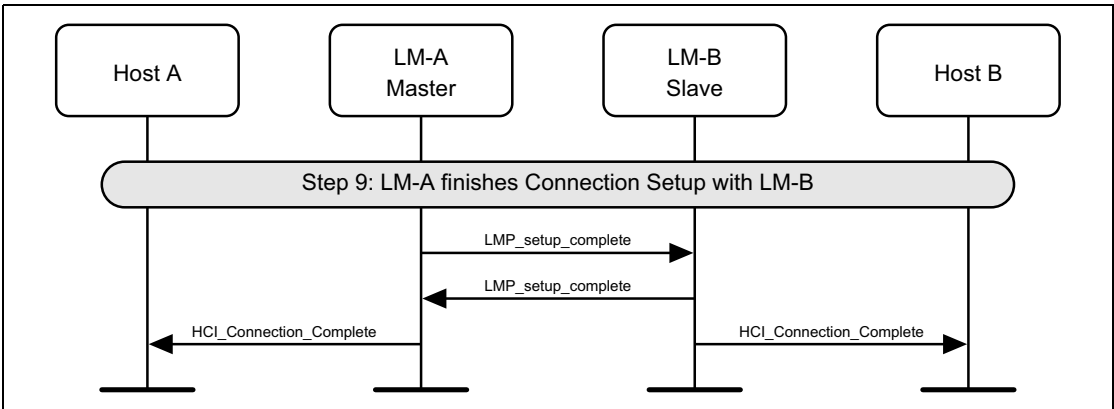 Host A
LM-A
Master
LM-B
Slave
Host B
Step 9: LM-A finishes Connection Setup with LM-B
LMP_setup_complete
LMP_setup_complete
HCI_Connection_Complete
HCI_Connection_Complete